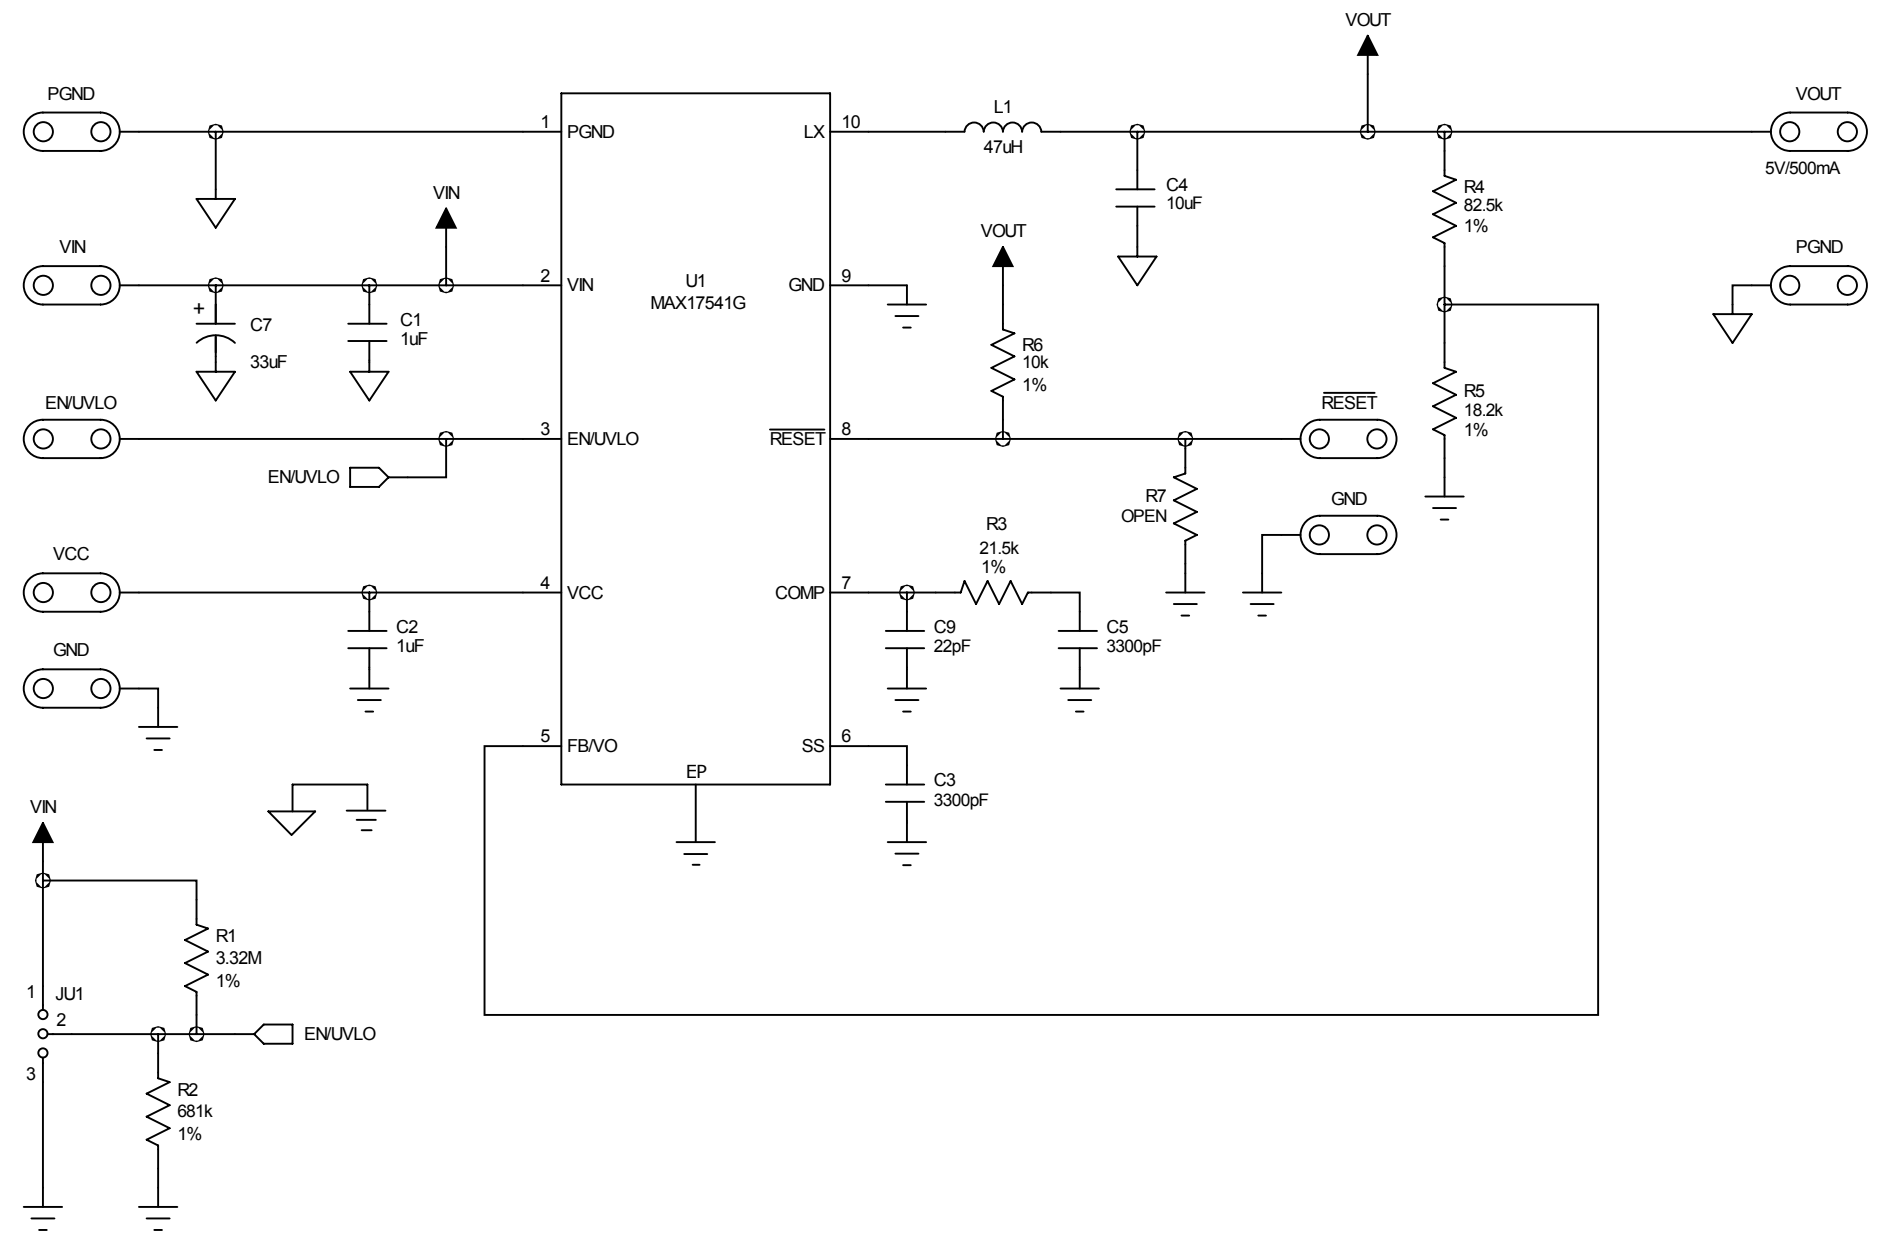 VOUT
PGND
VOUT
1
PGND
LX
10
L1
47uH
5V/500mA
VIN
C4
10uF
R4
82.5k
1%
VOUT
VIN
PGND
2
VIN
U1
MAX17541G
GND
9
+
C7
33uF
C1
1uF
R6
10k
1%
EN/UVLO
RESET
R5
18.2k
1%
3
EN/UVLO
RESET
8
EN/UVLO
R7
OPEN
GND
R3
21.5k
1%
VCC
4
VCC
COMP
7
C2
1uF
C9
22pF
C5
3300pF
GND
5
FB/VO
SS
6
EP
C3
3300pF
VIN
R1
3.32M
1%
1
JU1
2
EN/UVLO
3
R2
681k
1%